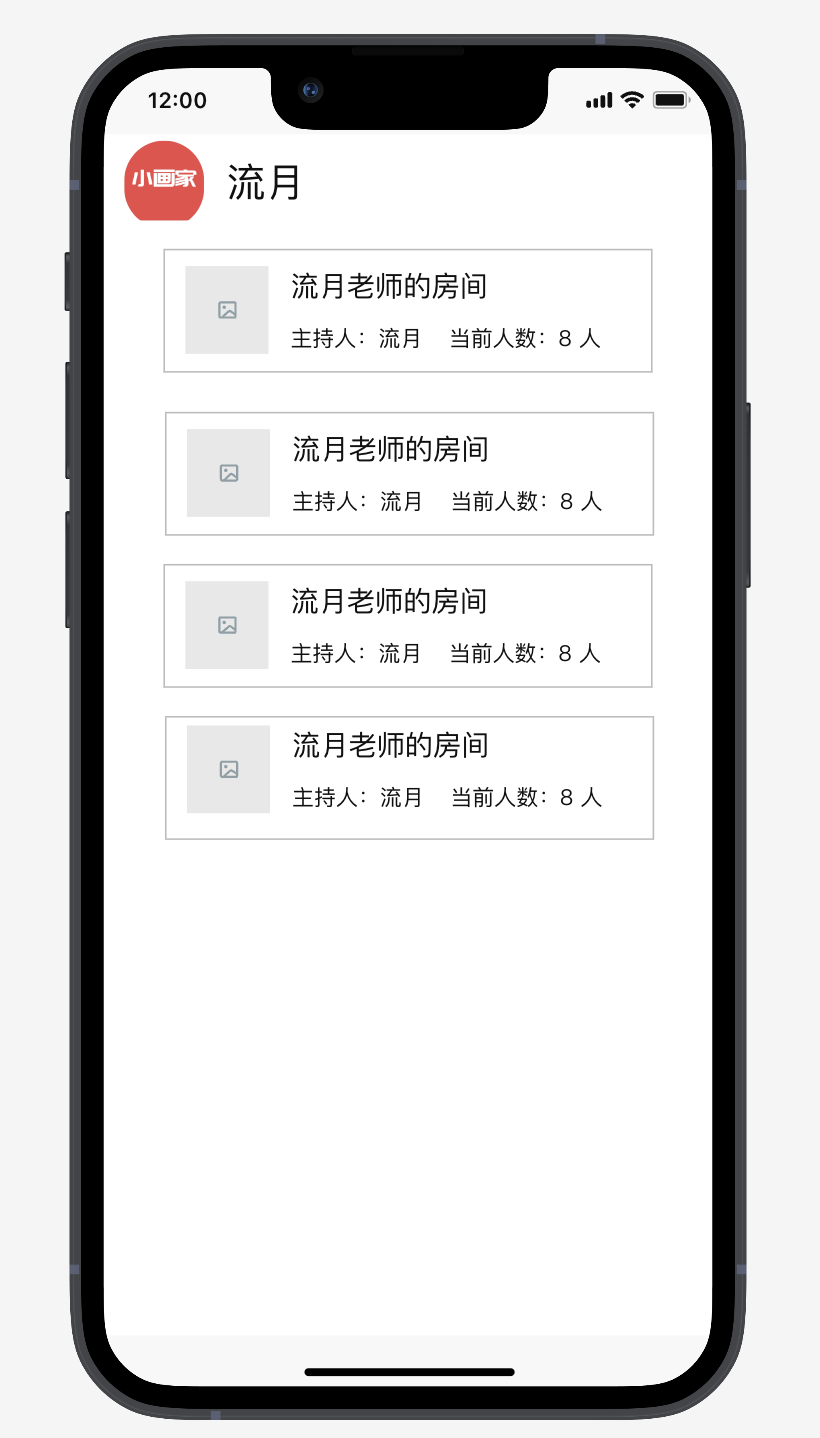 12:00
小画家
流月
流月老师的房间
主持人：流月 当前人数：8 人
流月老师的房间
主持人：流月 当前人数：8 人
流月老师的房间
主持人：流月 当前人数：8 人
流月老师的房间
主持人：流月 当前人数：8 人